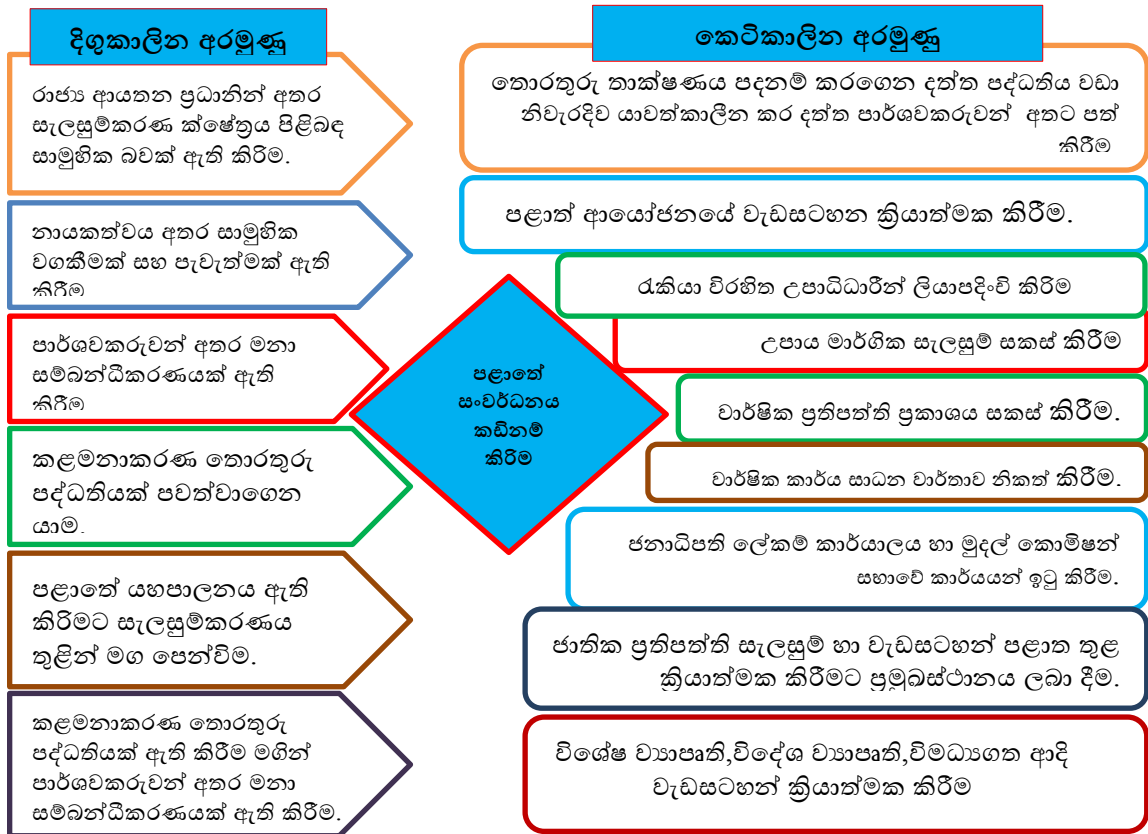 දිගුකාලින අරමුණු
රාජ්‍ය ආයතන ප්‍රධානින් අතර
සැලසුම්කරණ ක්ෂේත්‍රය පිළිබඳ
සාමුහික බවක් ඇති කිරිම.
නායකත්වය අතර සාමුහික
වගකීමක් සහ පැවැත්මක් ඇති
කිරීම
පාර්ශවකරුවන් අතර මනා
සම්බන්ධීකරණයක් ඇති
කිරීම
කළමනාකරණ තොරතුරු
පද්ධතියක් පවත්වාගෙන
යාම.
පළාතේ යහපාලනය ඇති
කිරිමට සැලසුම්කරණය
තුළින් මග පෙන්විම.
කළමනාකරණ තොරතුරු
පද්ධතියක් ඇති කිරීම මගින්
පාර්ශවකරුවන් අතර මනා
සම්බන්ධීකරණයක් ඇති කිරීම.
පළාතේ
සංවර්ධනය
කඩිනම්
කිරිම
කෙටිකාලින අරමුණු
තොරතුරු තාක්ෂණය පදනම් කරගෙන දත්ත පද්ධතිය වඩා
නිවැරදිව යාවත්කාලීන කර දත්ත පාර්ශවකරුවන් අතට පත්
කිරීම
පළාත් ආයෝජනයේ වැඩසටහන ක්‍රියාත්මක කිරීම.
රැකියා විරහිත උපාධිධාරීන් ලියාපදිංචි කිරිම
උපාය මාර්ගික සැලසුම් සකස් කිරීම
වාර්ෂික ප්‍රතිපත්ති ප්‍රකාශය සකස් කිරීම.
වාර්ෂික කාර්ය සාධන වාර්තාව නිකත් කිරීම.
ජනාධිපති ලේකම් කාර්යාලය හා මුදල් කොමිෂන්
සභාවේ කාර්යයන් ඉටු කිරීම.
ජාතික ප්‍රතිපත්ති සැලසුම් හා වැඩසටහන් පළාත තුළ
ක්‍රියාත්මක කිරීමට ප්‍රමුඛස්ථානය ලබා දීම.
විශේෂ ව්‍යාපෘති,විදේශ ව්‍යාපෘති,විමධ්‍යගත ආදි
වැඩසටහන් ක්‍රියාත්මක කිරීම